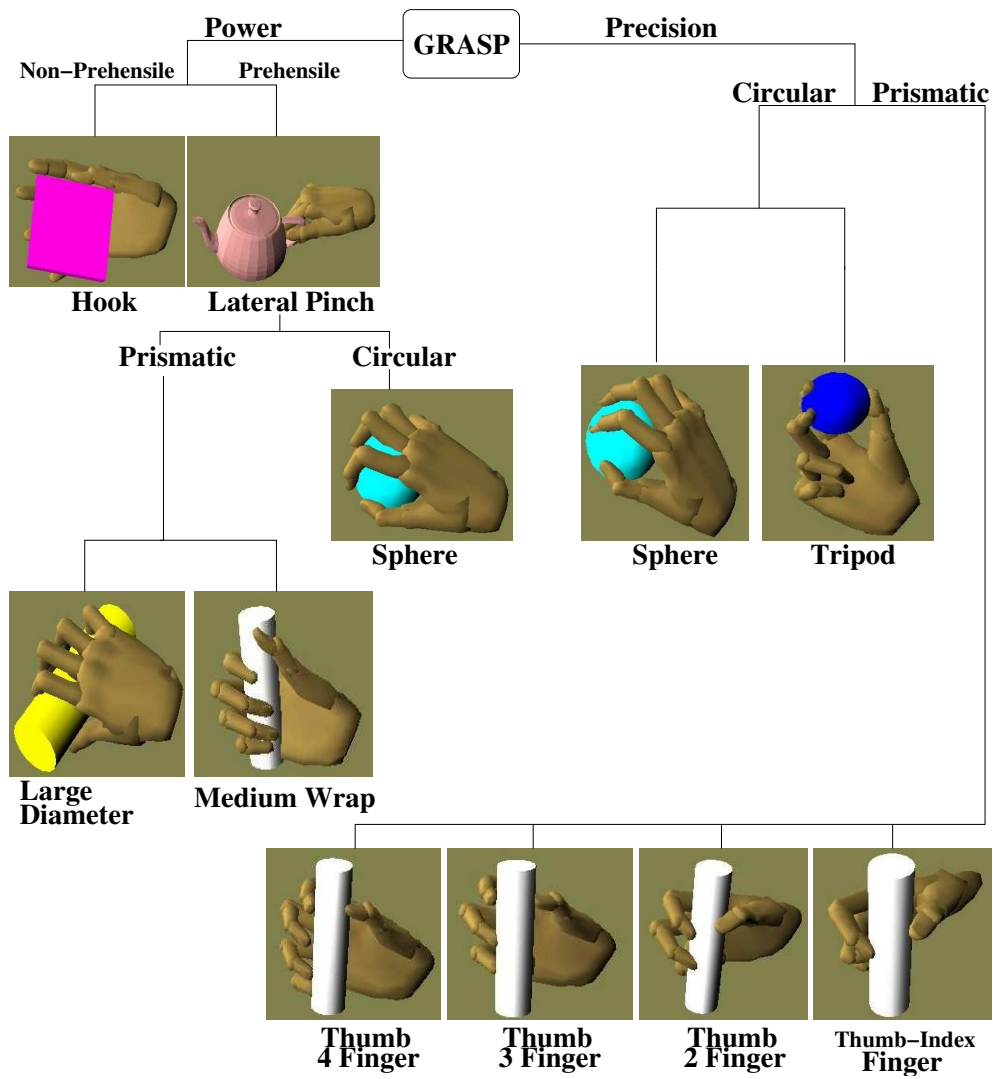 Power
GRASP
Precision
Non-Prehensile
Prehensile
Circular
Prismatic
Hook
Lateral Pinch
Prismatic
Circular
Sphere
Sphere
Tripod
Large
Diameter
Medium Wrap
Thumb
4 Finger
Thumb
3 Finger
Thumb
2 Finger
Thumb-Index
Finger